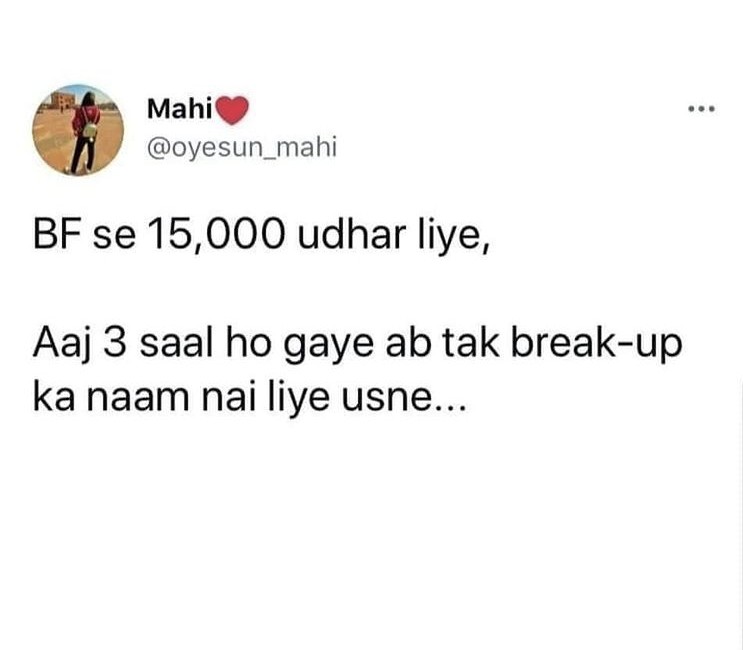 Mahi❤️
@oyesun_mahi
BF se 15,000 udhar liye,
Aaj 3 saal ho gaye ab tak break-up
ka naam nai liye usne...